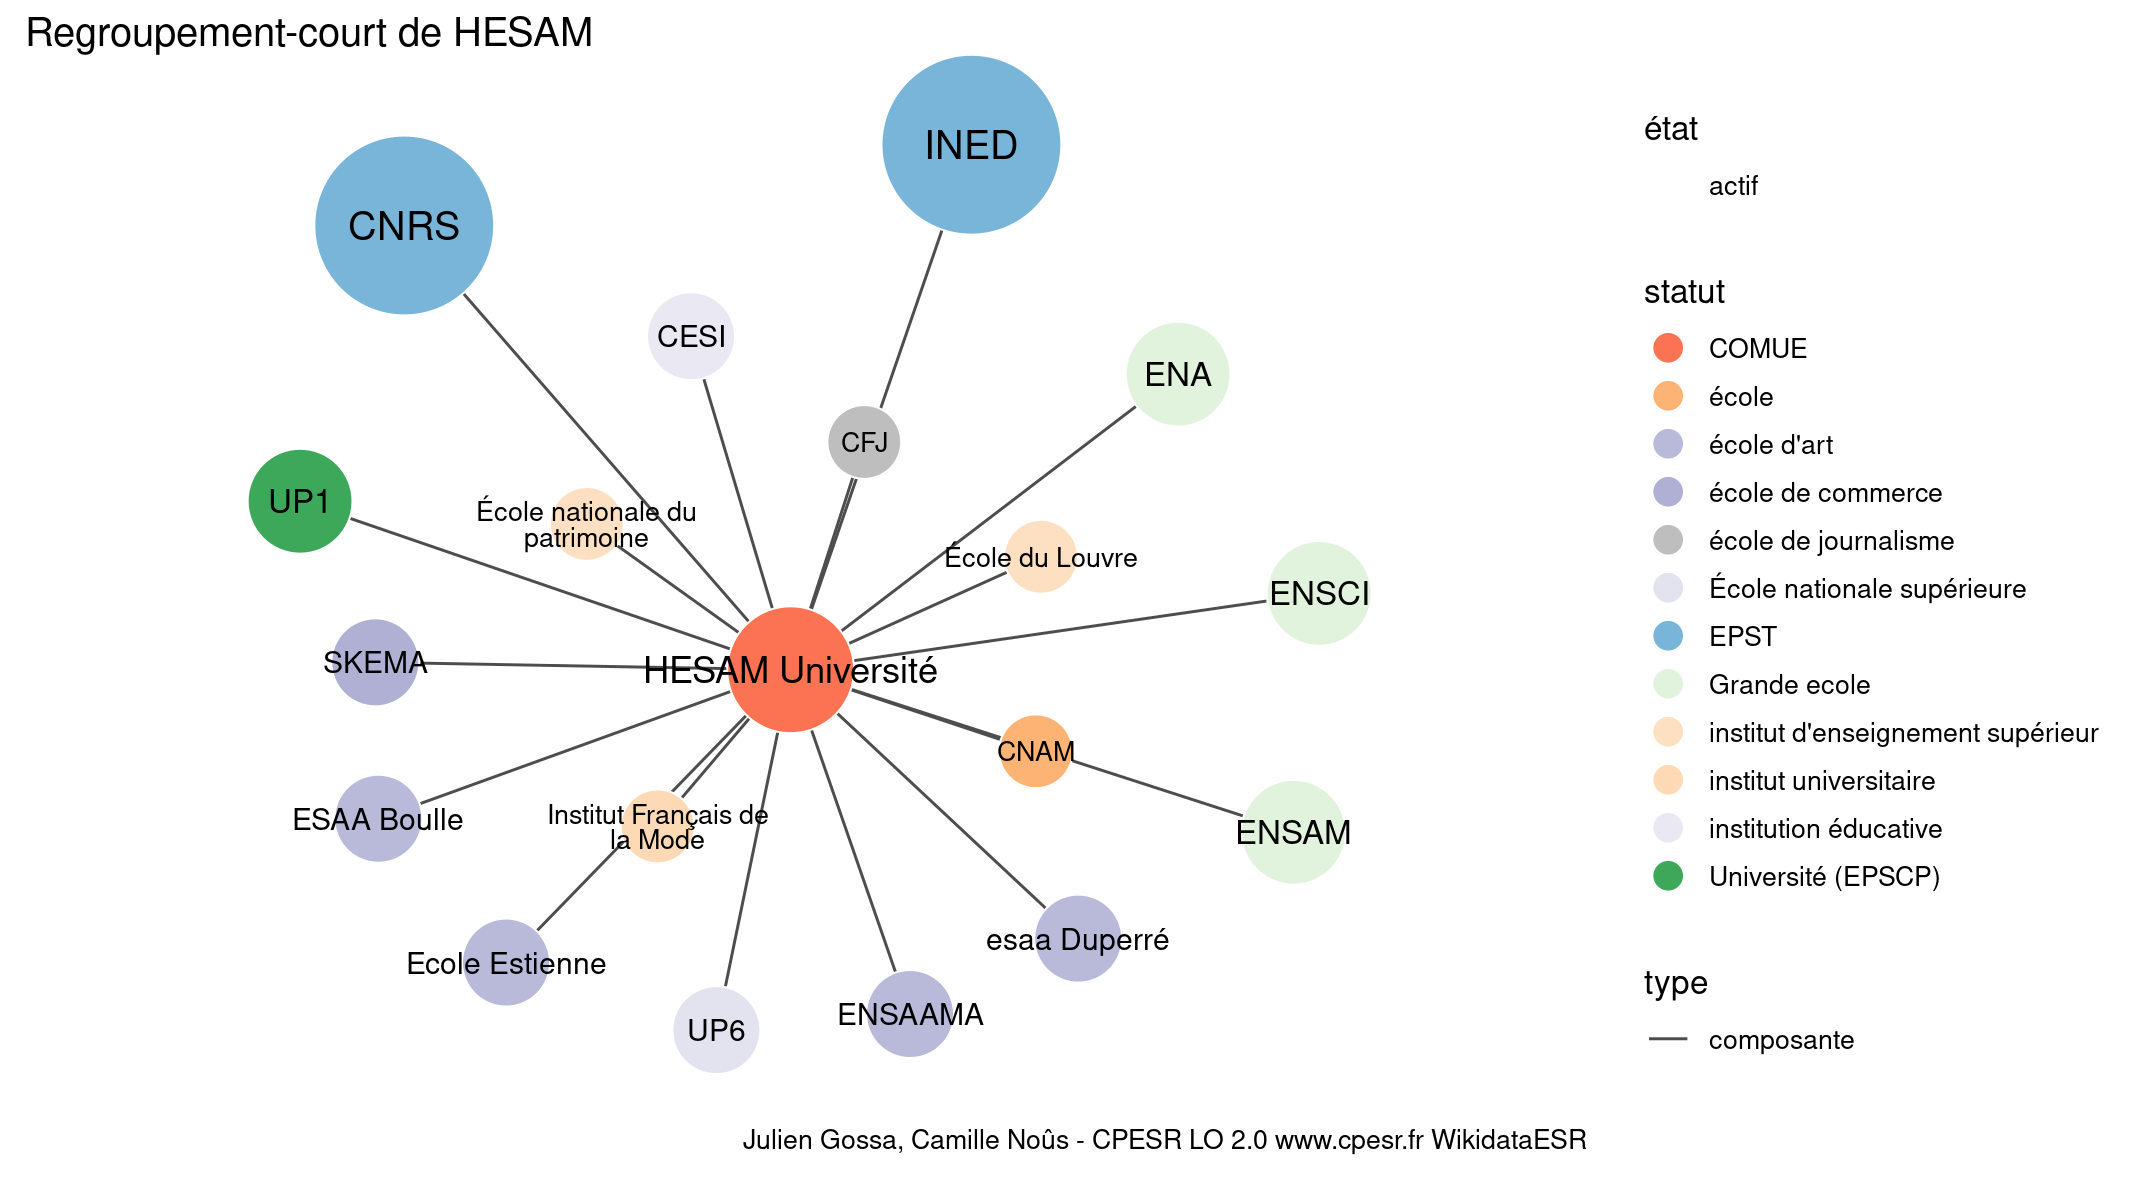 Regroupement-court de HESAM
INED
CNRS
CESI
ENA
CFJ
UP1
École nationale du
patrimoine
École du Louvre
ENSCI
SKEMA
HESAM Université
CNAM
ESAA Boulle
Institut Français de
la Mode
ENSAM
esaa Duperré
Ecole Estienne
ENSAAMA
UP6
état
actif
statut
COMUE
école
école d'art
école de commerce
école de journalisme
École nationale supérieure
EPST
Grande ecole
institut d'enseignement supérieur
institut universitaire
institution éducative
Université (EPSCP)
type
composante
Julien Gossa, Camille Noûs - CPESR LO 2.0 www.cpesr.fr WikidataESR